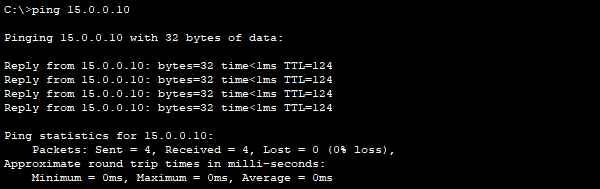 C:\>ping 15.0.0.10
Pinging 15.0.0.10 with 32 bytes of data:
Reply from 15.0.0.10: bytes=32 time<1ms TTL=124
Reply from 15.0.0.10: bytes=32 time<1ms TTL=124
Reply from 15.0.0.10: bytes=32 time<1ms TTL=124
Reply from 15.0.0.10: bytes=32 time<1ms TTL=124
Ping statistics for 15.0.0.10:
    Packets: Sent = 4, Received = 4, Lost = 0 (0% loss),
Approximate round trip times in milli-seconds:
    Minimum = 0ms, Maximum = 0ms, Average = 0ms